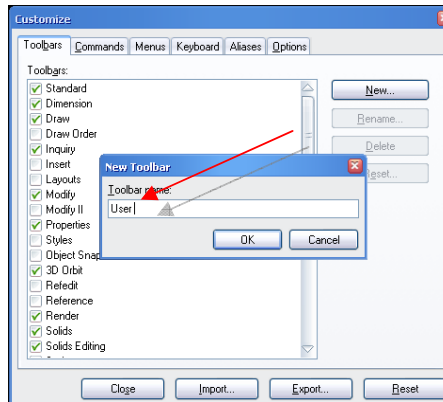 Customize
Toolbars Commands Menus Keyboard Aliases Options
Toolbars:
Standard
Dimension
Draw
Draw Order
Inquiry
Insert
Layouts
Modify
Modify II
Properties
Styles
Object Snap
3D Orbit
Refedit
Reference
Render
Solids
Solids Editing
New...
Rename...
Delete
Reset...
New Toolbar
Toolbar name:
User
OK Cancel
Close Import... Export... Reset